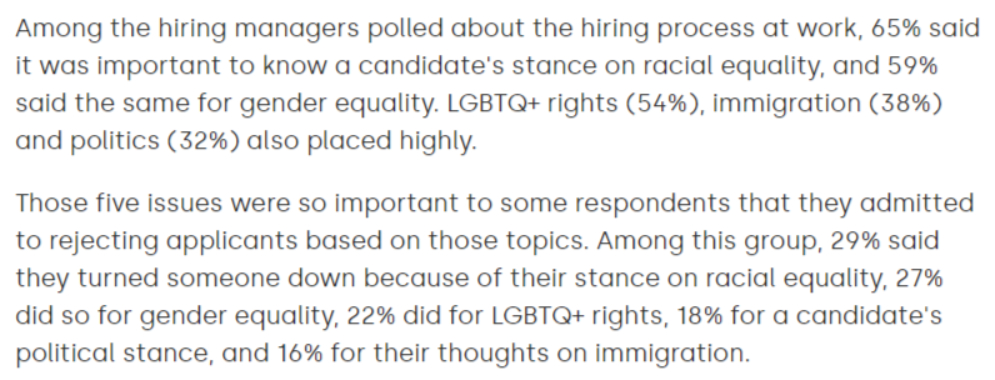 Among the hiring managers polled about the hiring process at work, 65% said
it was important to know a candidate's stance on racial equality, and 59%
said the same for gender equality. LGBTQ+ rights (54%), immigration (38%)
and politics (32%) also placed highly.
Those five issues were so important to some respondents that they admitted
to rejecting applicants based on those topics. Among this group, 29% said
they turned someone down because of their stance on racial equality, 27%
did so for gender equality, 22% did for LGBTQ+ rights, 18% for a candidate's
political stance, and 16% for their thoughts on immigration.